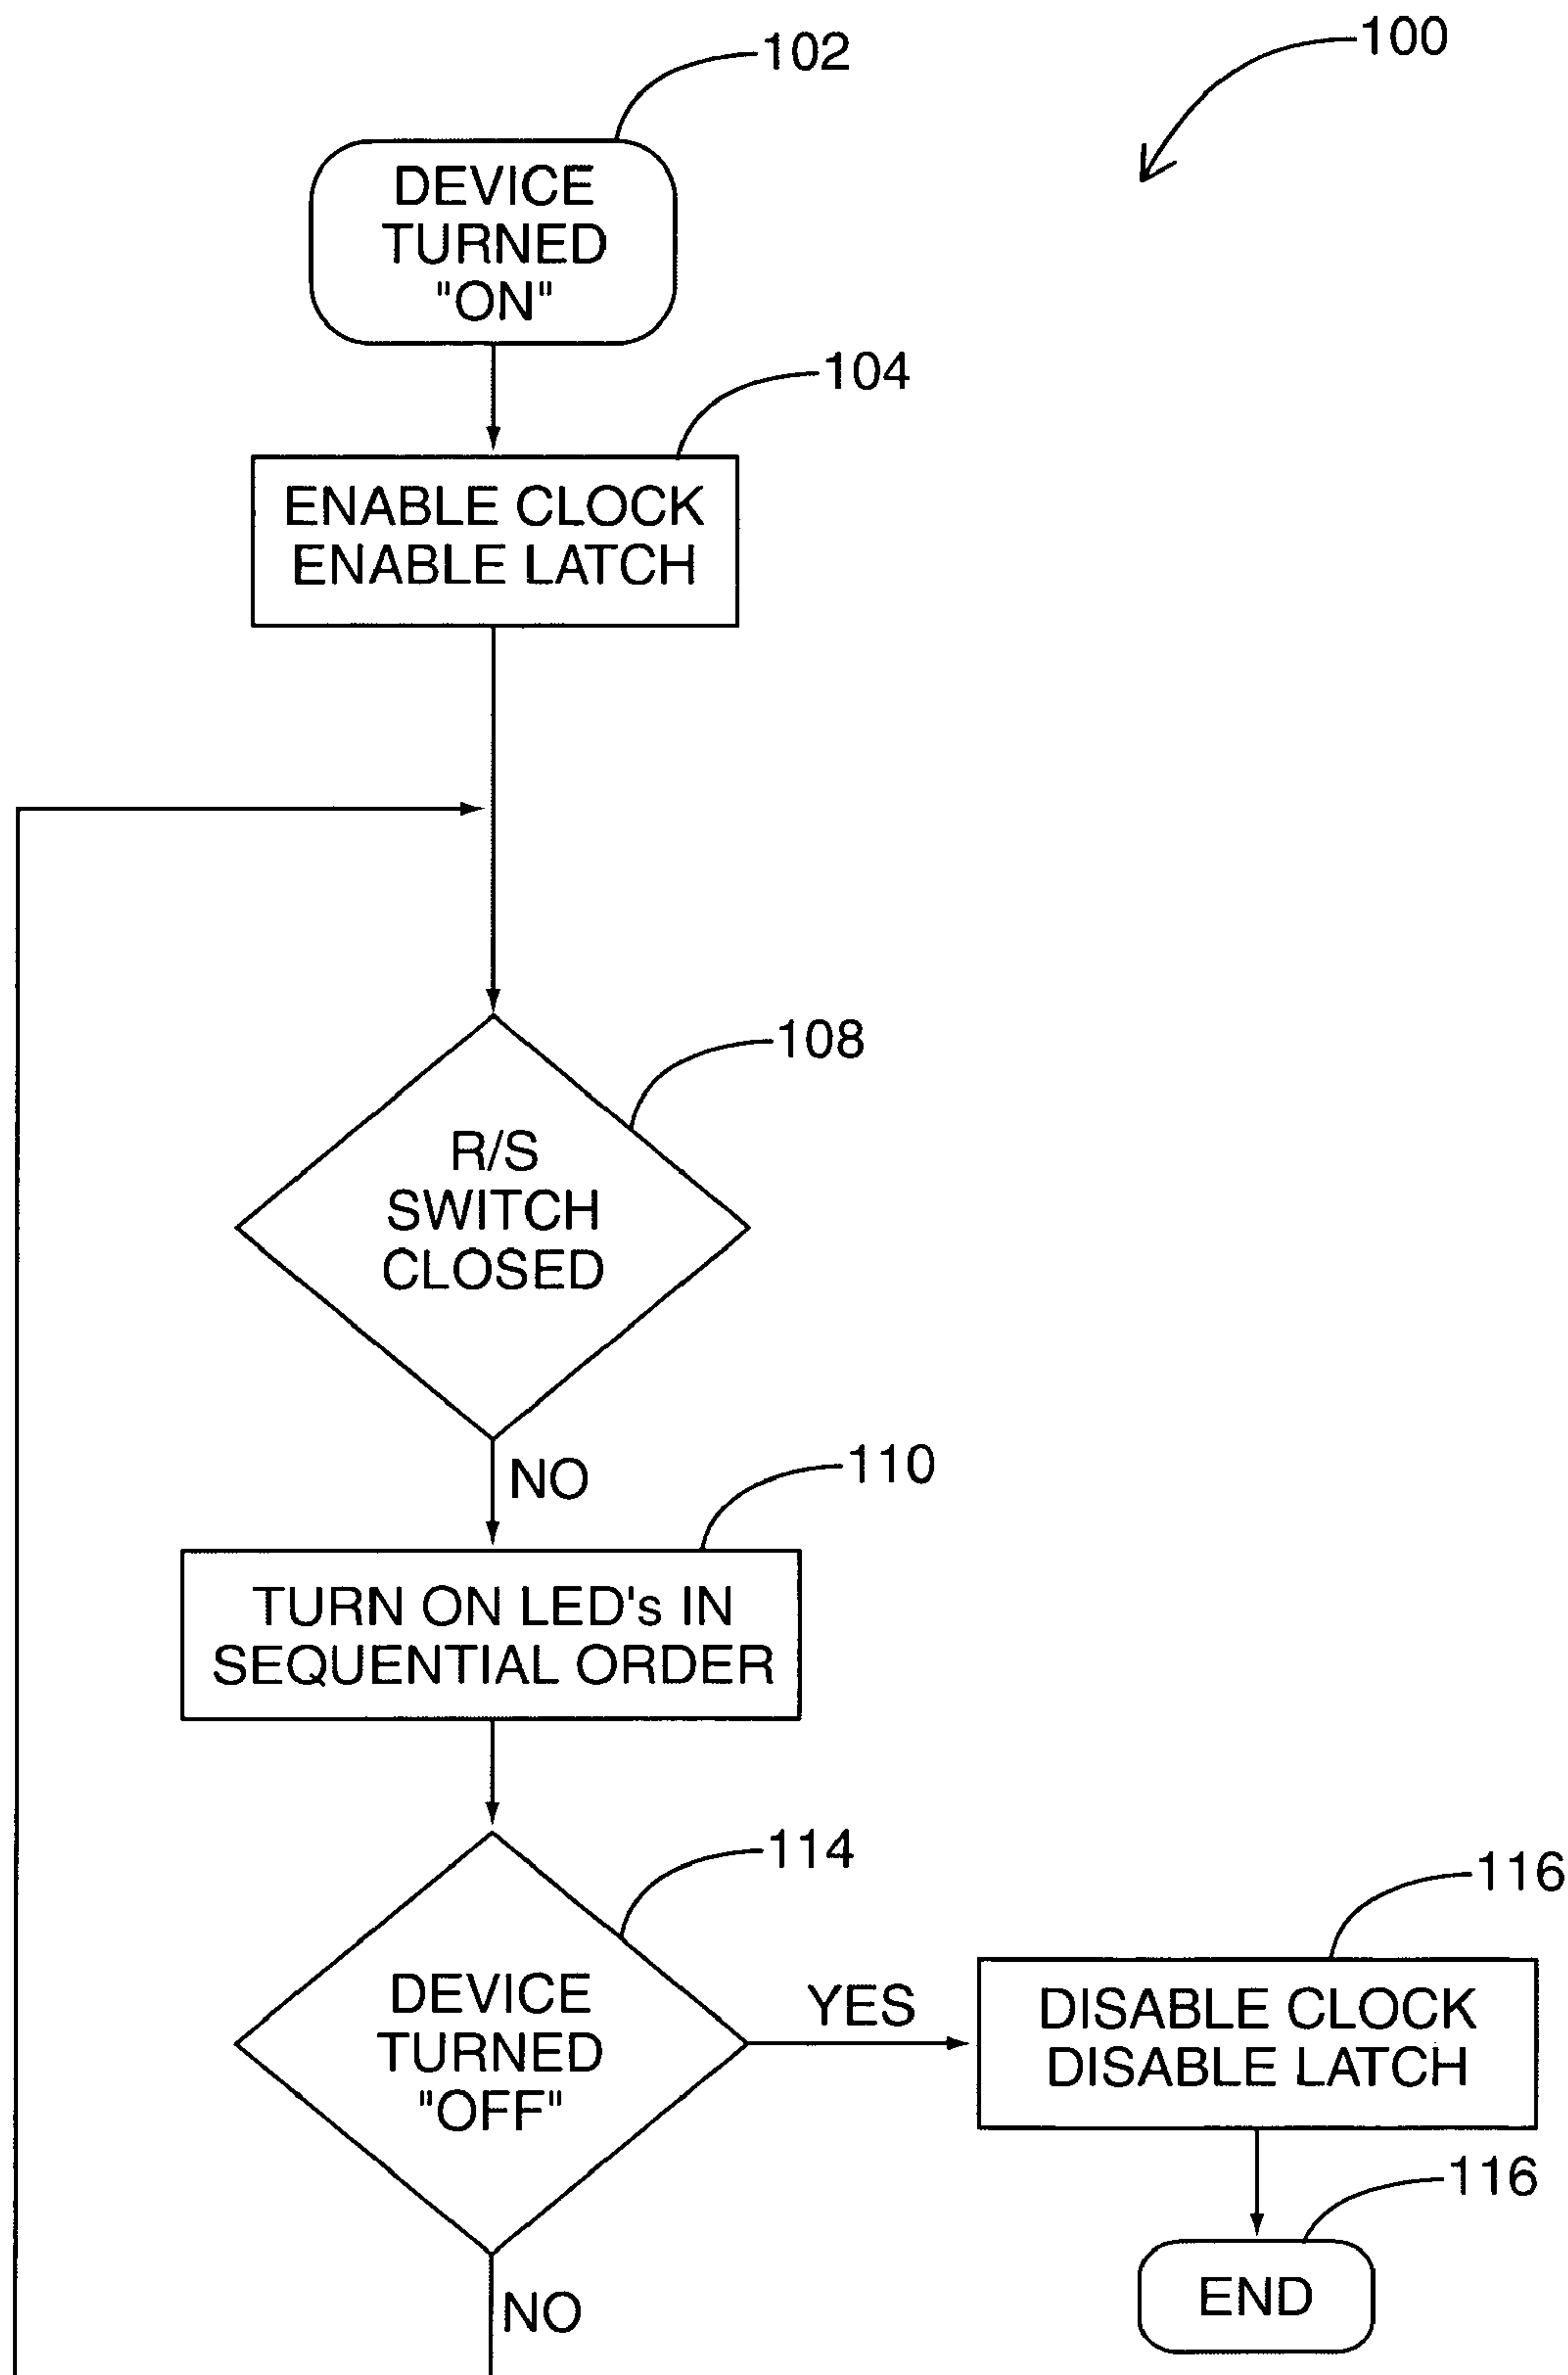 100
102
DEVICE
TURNED
"ON"
104
ENABLE CLOCK
ENABLE LATCH
108
R/S
SWITCH
CLOSED
NO
110
TURN ON LED's IN
SEQUENTIAL ORDER
114
DEVICE
TURNED
"OFF"
YES
116
DISABLE CLOCK
DISABLE LATCH
116
END
NO